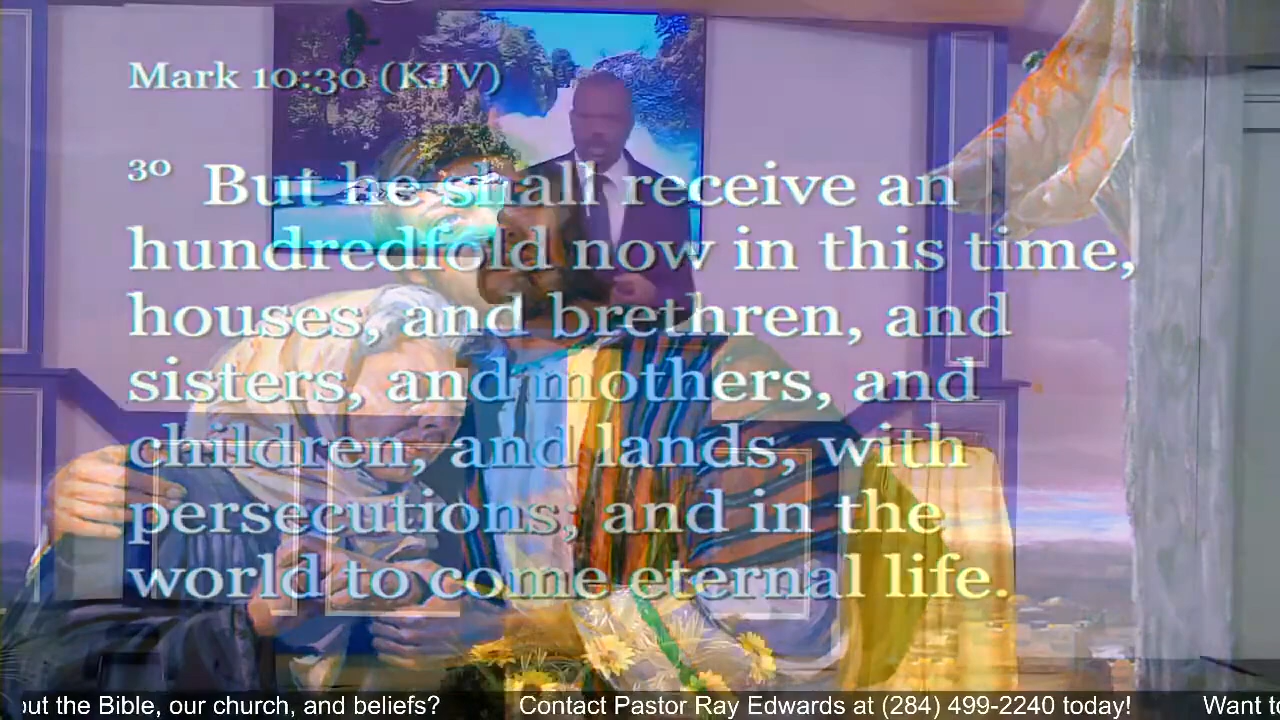 Mark 10:30 (KJV)
30 But he shall receive an
hundredfold now in this time,
houses, and brethren, and
sisters, and mothers, and
children, and lands, with
persecutions; and in the
world to come eternal life.
out the Bible, our church, and beliefs? Contact Pastor Ray Edwards at (284) 499-2240 today! Want to